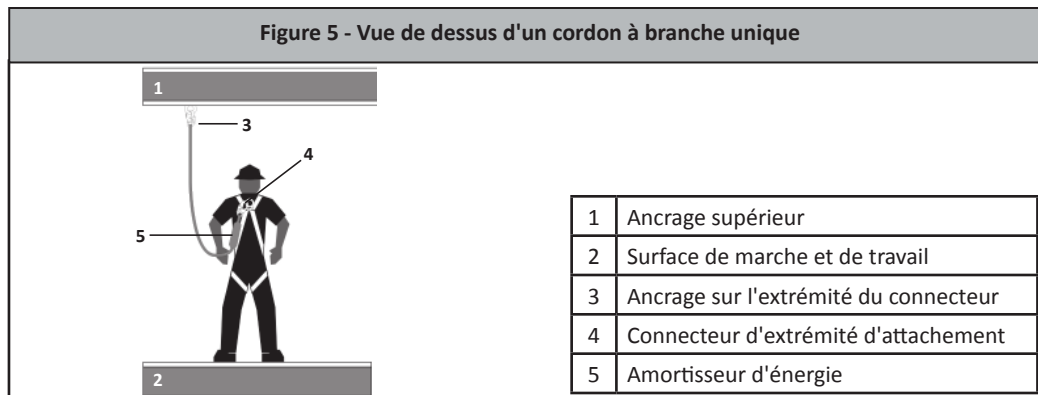 Figure 5 - Vue de dessus d'un cordon à branche unique
1
3
4
5
2
1 Ancrage supérieur
2 Surface de marche et de travail
3 Ancrage sur l'extrémité du connecteur
4 Connecteur d'extrémité d'attachement
5 Amortisseur d'énergie